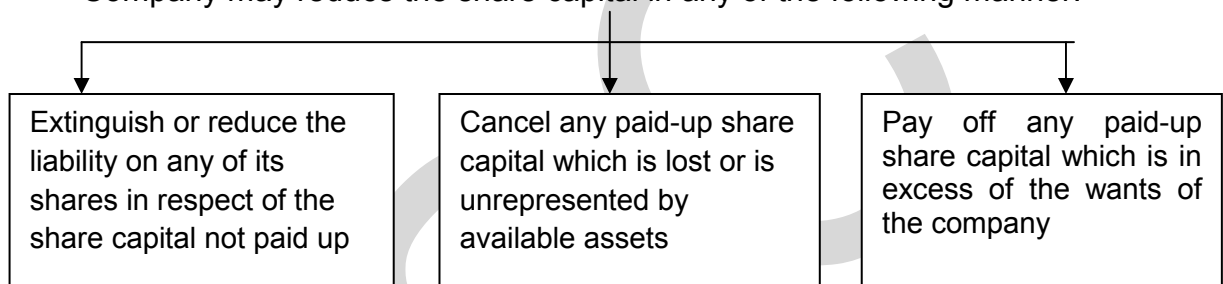 Company may reduce the share capital in any of the following manner:
Extinguish or reduce the
liability on any of its
shares in respect of the
share capital not paid up
Cancel any paid-up share
capital which is lost or is
unrepresented by
available assets
Pay off any paid-up
share capital which is in
excess of the wants of
the company